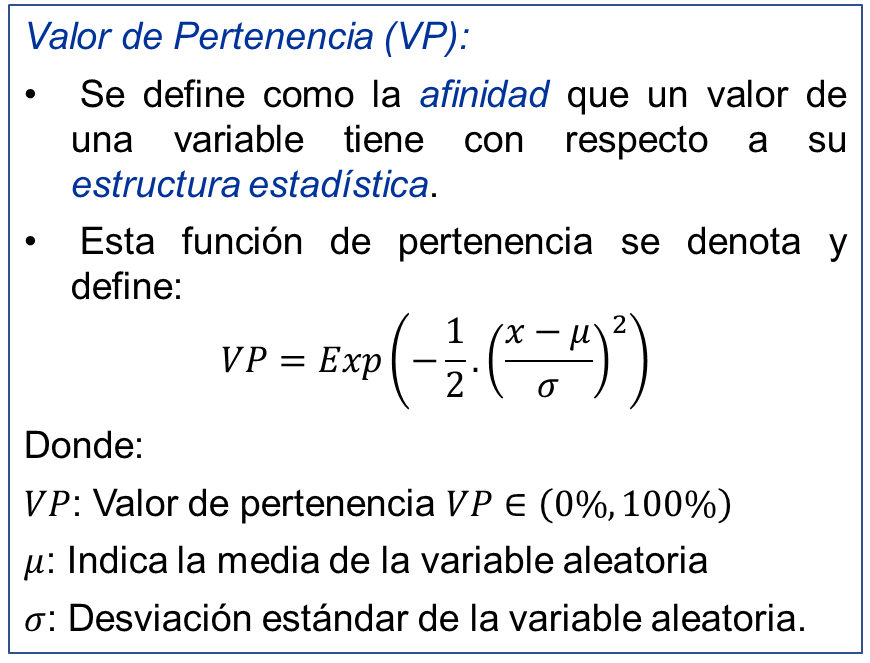 Valor de Pertenencia (VP):
• Se define como la afinidad que un valor de
una variable tiene con respecto a su
estructura estadística.
• Esta función de pertenencia se denota y
define:
VP = Exp(−1/2.((x − μ)/σ)²)
Donde:
VP: Valor de pertenencia VP ∈ (0%, 100%)
μ: Indica la media de la variable aleatoria
σ: Desviación estándar de la variable aleatoria.